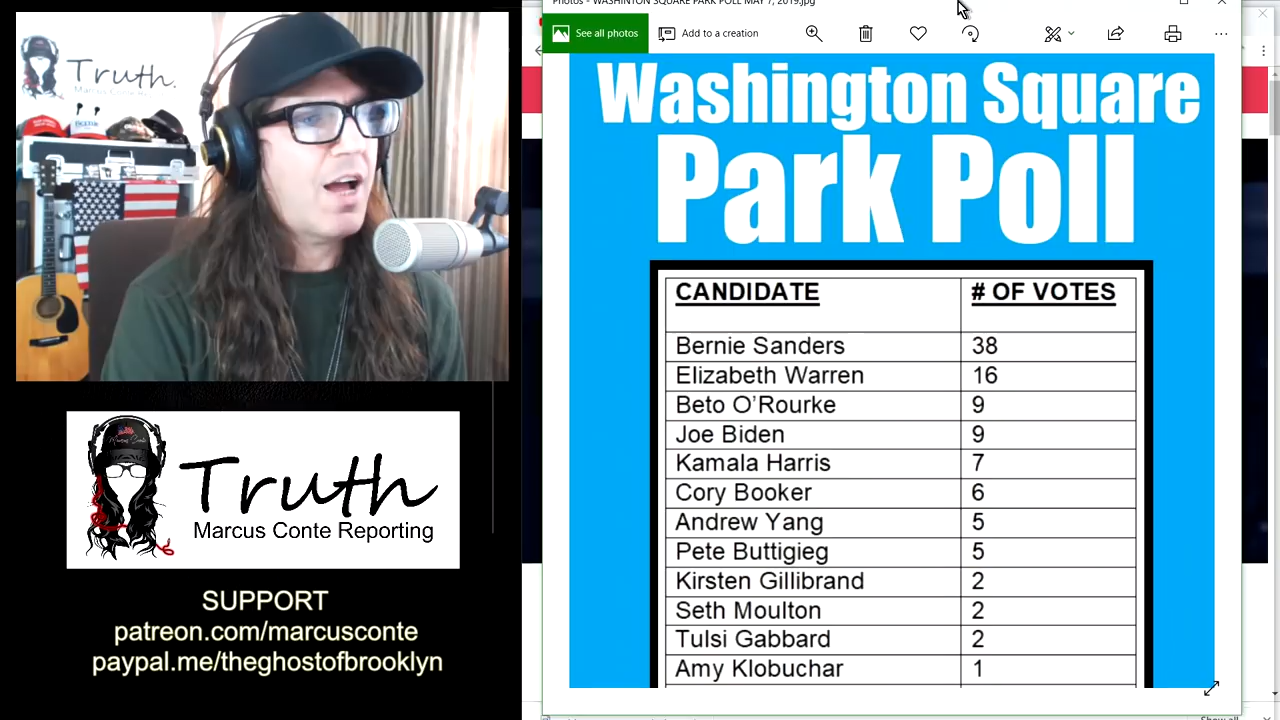 Photos - WASHINTON SQUARE PARK POLL MAY 7, 2019.jpg
See all photos
Add to a creation
Truth.
Washington Square
Park Poll
CANDIDATE # OF VOTES
Bernie Sanders 38
Elizabeth Warren 16
Beto O'Rourke 9
Joe Biden 9
Kamala Harris 7
Cory Booker 6
Andrew Yang 5
Pete Buttigieg 5
Kirsten Gillibrand 2
Seth Moulton 2
Tulsi Gabbard 2
Amy Klobuchar 1
Truth
Marcus Conte Reporting
SUPPORT
patreon.com/marcusconte
paypal.me/theghostofbrooklyn